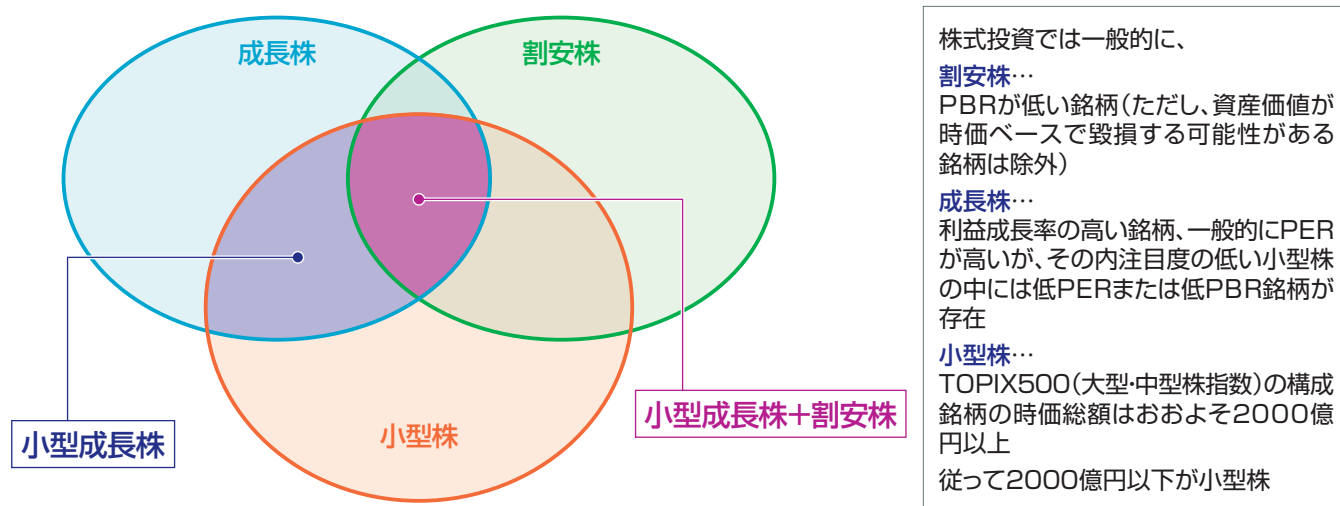 成長株
割安株
小型株
小型成長株
小型成長株+割安株
株式投資では一般的に、
割安株…
PBRが低い銘柄(ただし、資産価値が
時価ベースで毀損する可能性がある
銘柄は除外)
成長株…
利益成長率の高い銘柄、一般的にPER
が高いが、その内注目度の低い小型株
の中には低PERまたは低PBR銘柄が
存在
小型株…
TOPIX500(大型・中型株指数)の構成
銘柄の時価総額はおおよそ2000億
円以上
従って2000億円以下が小型株